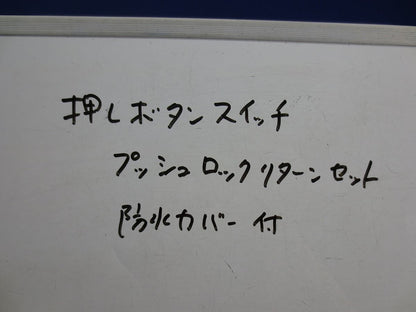 押しボタンスイッチ
プッシュロックリターンセット
防水カバー付